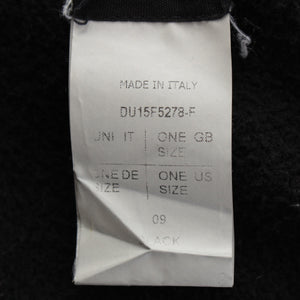 MADE IN ITALY
DU15F5278-F
UNI IT ONE GB
SIZE
ONE DE ONE US
SIZE SIZE
09
ACK